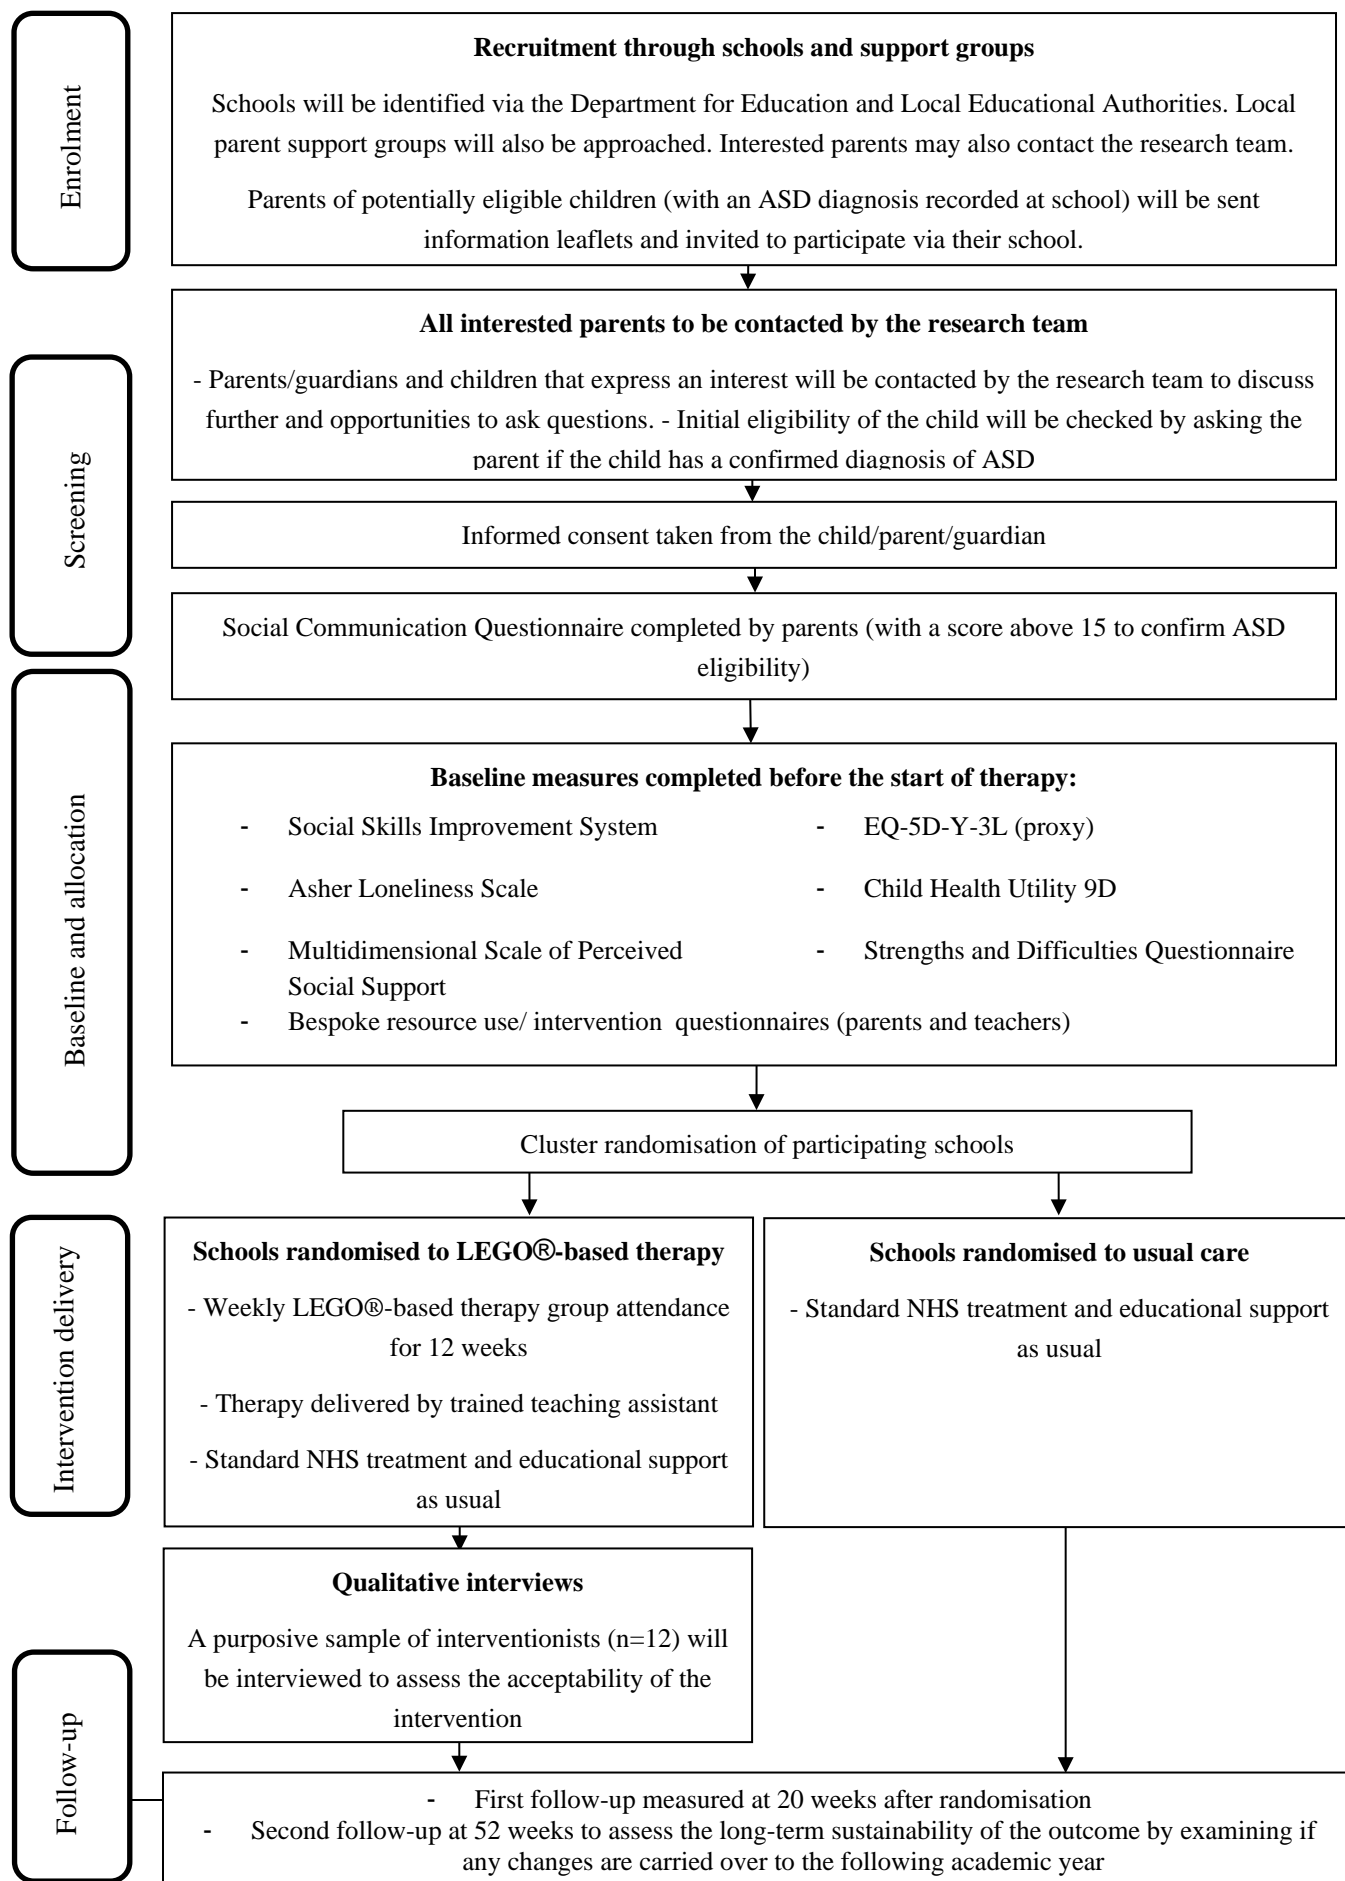 Enrolment
Recruitment through schools and support groups
Schools will be identified via the Department for Education and Local Educational Authorities. Local
parent support groups will also be approached. Interested parents may also contact the research team.
Parents of potentially eligible children (with an ASD diagnosis recorded at school) will be sent
information leaflets and invited to participate via their school.
Screening
All interested parents to be contacted by the research team
- Parents/guardians and children that express an interest will be contacted by the research team to discuss
further and opportunities to ask questions. - Initial eligibility of the child will be checked by asking the
parent if the child has a confirmed diagnosis of ASD
Informed consent taken from the child/parent/guardian
Social Communication Questionnaire completed by parents (with a score above 15 to confirm ASD
eligibility)
Baseline and allocation
Baseline measures completed before the start of therapy:
- Social Skills Improvement System
- EQ-5D-Y-3L (proxy)
- Asher Loneliness Scale
- Child Health Utility 9D
- Multidimensional Scale of Perceived
Social Support
- Strengths and Difficulties Questionnaire
- Bespoke resource use/ intervention questionnaires (parents and teachers)
Cluster randomisation of participating schools
Intervention delivery
Schools randomised to LEGO®-based therapy
- Weekly LEGO®-based therapy group attendance
for 12 weeks
- Therapy delivered by trained teaching assistant
- Standard NHS treatment and educational support
as usual
Schools randomised to usual care
- Standard NHS treatment and educational support
as usual
Qualitative interviews
A purposive sample of interventionists (n=12) will
be interviewed to assess the acceptability of the
intervention
Follow-up
- First follow-up measured at 20 weeks after randomisation
- Second follow-up at 52 weeks to assess the long-term sustainability of the outcome by examining if
any changes are carried over to the following academic year